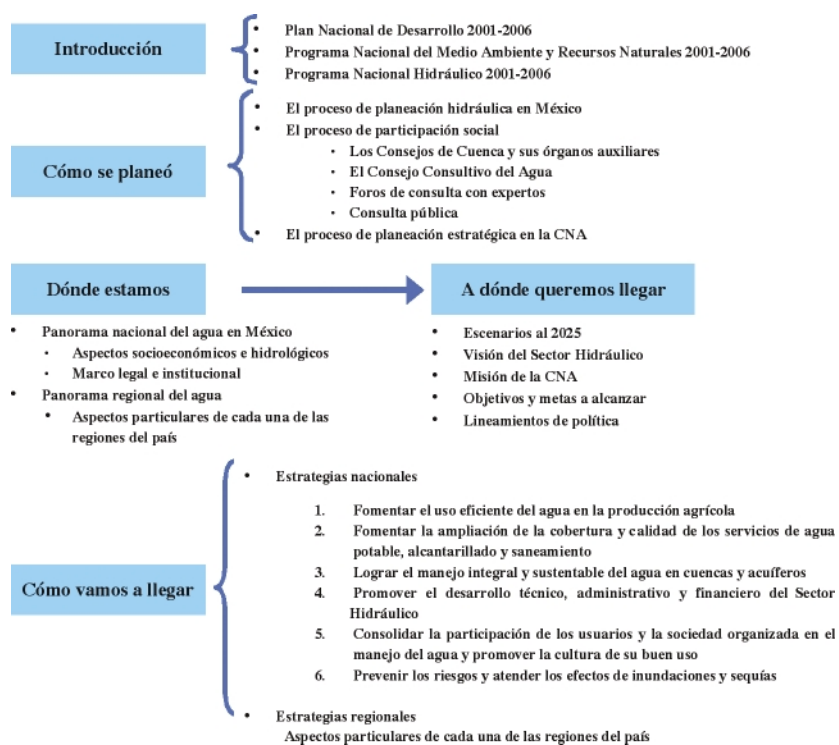 Introducción
• Plan Nacional de Desarrollo 2001-2006
• Programa Nacional del Medio Ambiente y Recursos Naturales 2001-2006
• Programa Nacional Hidráulico 2001-2006
Cómo se planeó
• El proceso de planeación hidráulica en México
• El proceso de participación social
• Los Consejos de Cuenca y sus órganos auxiliares
• El Consejo Consultivo del Agua
• Foros de consulta con expertos
• Consulta pública
• El proceso de planeación estratégica en la CNA
Dónde estamos
• Panorama nacional del agua en México
• Aspectos socioeconómicos e hidrológicos
• Marco legal e institucional
• Panorama regional del agua
• Aspectos particulares de cada una de las
regiones del país
A dónde queremos llegar
• Escenarios al 2025
• Visión del Sector Hidráulico
• Misión de la CNA
• Objetivos y metas a alcanzar
• Lineamientos de política
Cómo vamos a llegar
• Estrategias nacionales
1. Fomentar el uso eficiente del agua en la producción agrícola
2. Fomentar la ampliación de la cobertura y calidad de los servicios de agua
potable, alcantarillado y saneamiento
3. Lograr el manejo integral y sustentable del agua en cuencas y acuíferos
4. Promover el desarrollo técnico, administrativo y financiero del Sector
Hidráulico
5. Consolidar la participación de los usuarios y la sociedad organizada en el
manejo del agua y promover la cultura de su buen uso
6. Prevenir los riesgos y atender los efectos de inundaciones y sequías
• Estrategias regionales
Aspectos particulares de cada una de las regiones del país